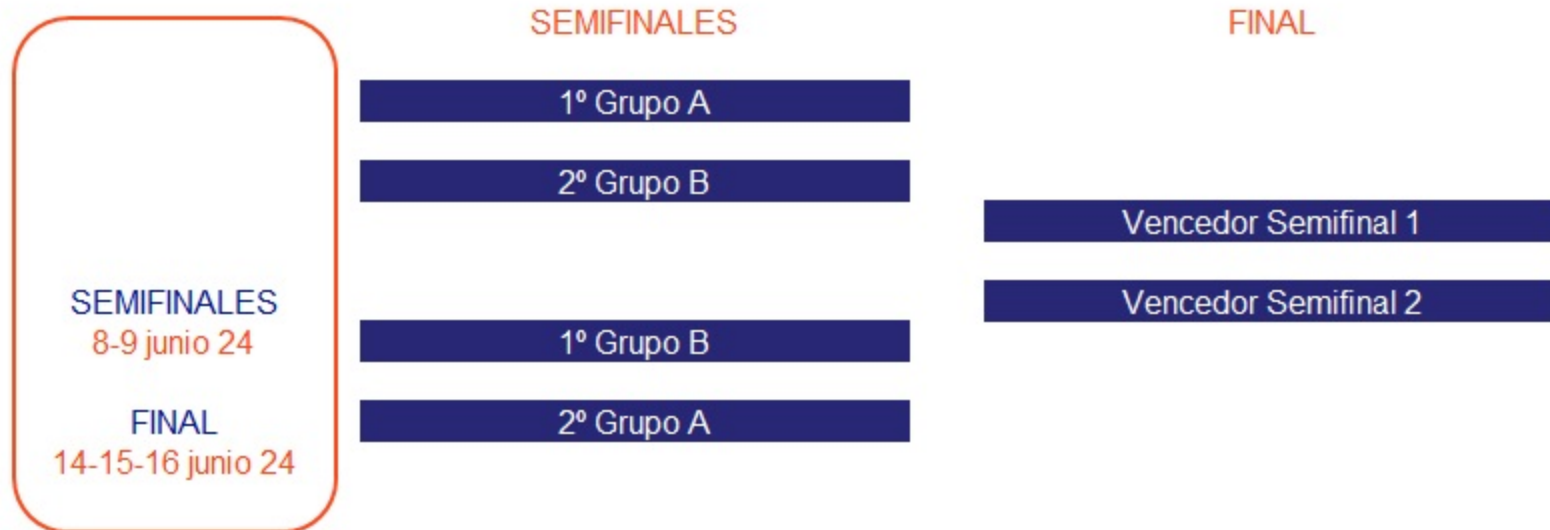 SEMIFINALES
FINAL
1º Grupo A
2º Grupo B
Vencedor Semifinal 1
Vencedor Semifinal 2
SEMIFINALES
8-9 junio 24
1º Grupo B
FINAL
14-15-16 junio 24
2º Grupo A